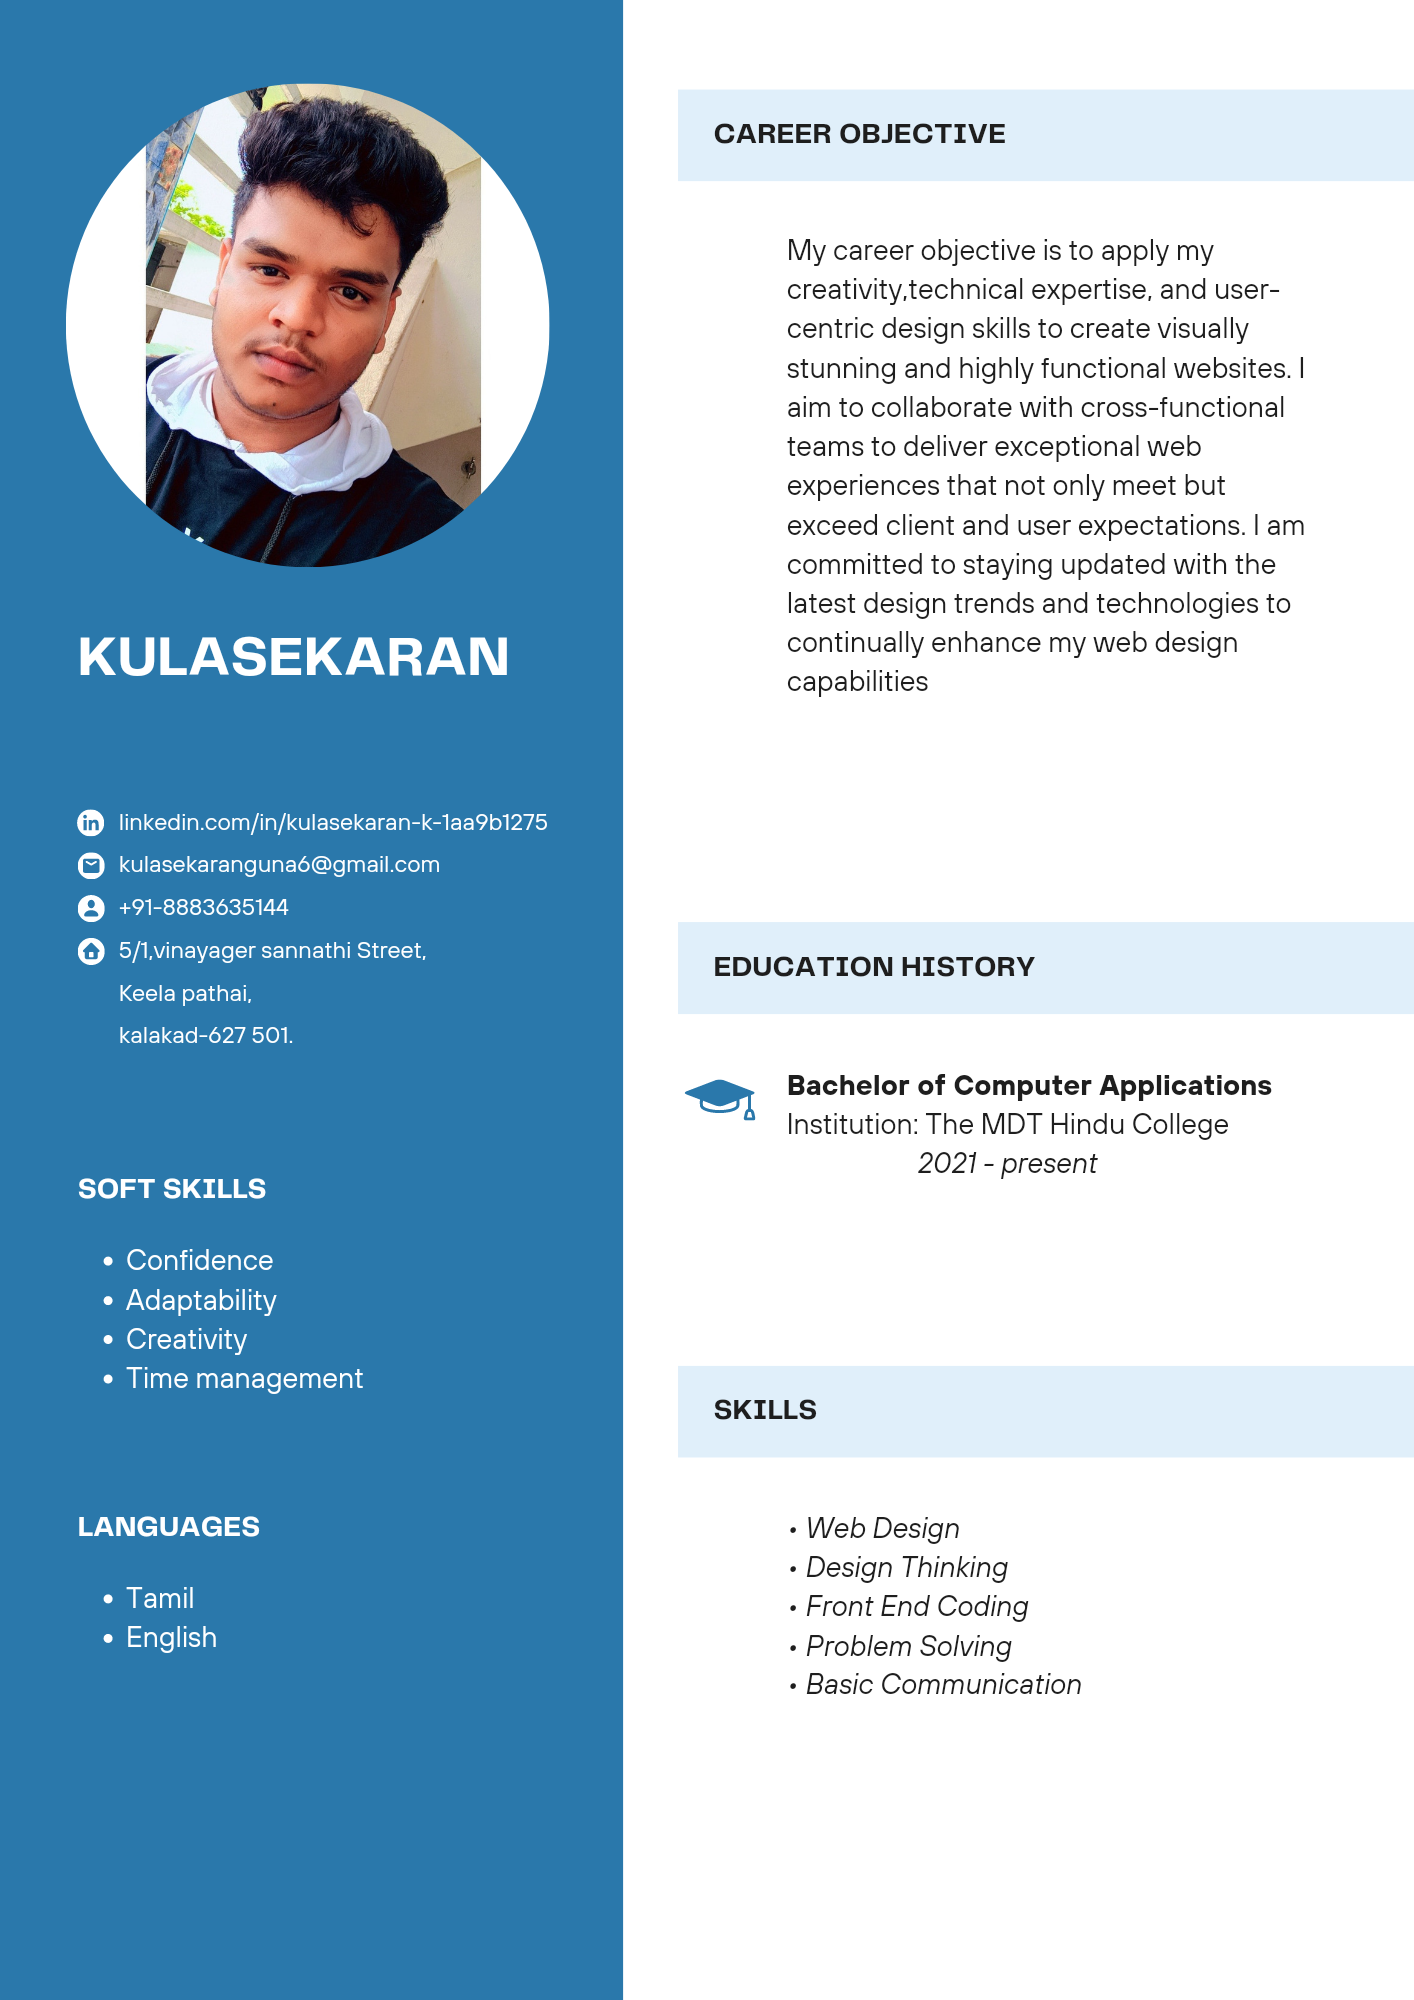 KULASEKARAN
linkedin.com/in/kulasekaran-k-1aa9b1275
kulasekaranguna6@gmail.com
+91-8883635144
5/1,vinayager sannathi Street,
Keela pathai,
kalakad-627 501.
SOFT SKILLS
• Confidence
• Adaptability
• Creativity
• Time management
LANGUAGES
• Tamil
• English
CAREER OBJECTIVE
My career objective is to apply my
creativity,technical expertise, and user-
centric design skills to create visually
stunning and highly functional websites. I
aim to collaborate with cross-functional
teams to deliver exceptional web
experiences that not only meet but
exceed client and user expectations. I am
committed to staying updated with the
latest design trends and technologies to
continually enhance my web design
capabilities
EDUCATION HISTORY
Bachelor of Computer Applications
Institution: The MDT Hindu College
2021 - present
SKILLS
• Web Design
• Design Thinking
• Front End Coding
• Problem Solving
• Basic Communication